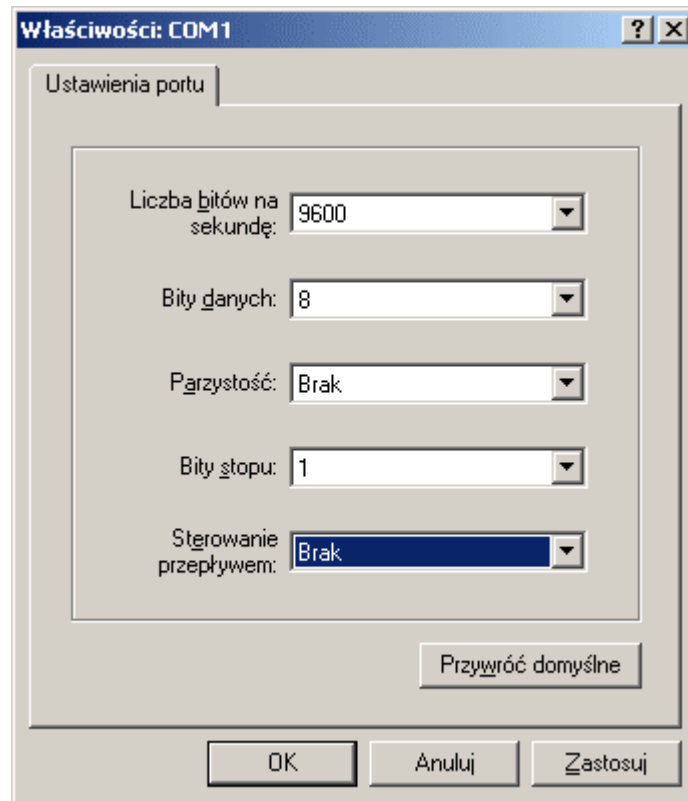 Właściwości: COM1
Ustawienia portu
Liczba bitów na
sekundę:
9600
Bity danych:
8
Parzystość:
Brak
Bity stopu:
1
Sterowanie
przepływem:
Brak
Przywróć domyślne
OK
Anuluj
Zastosuj